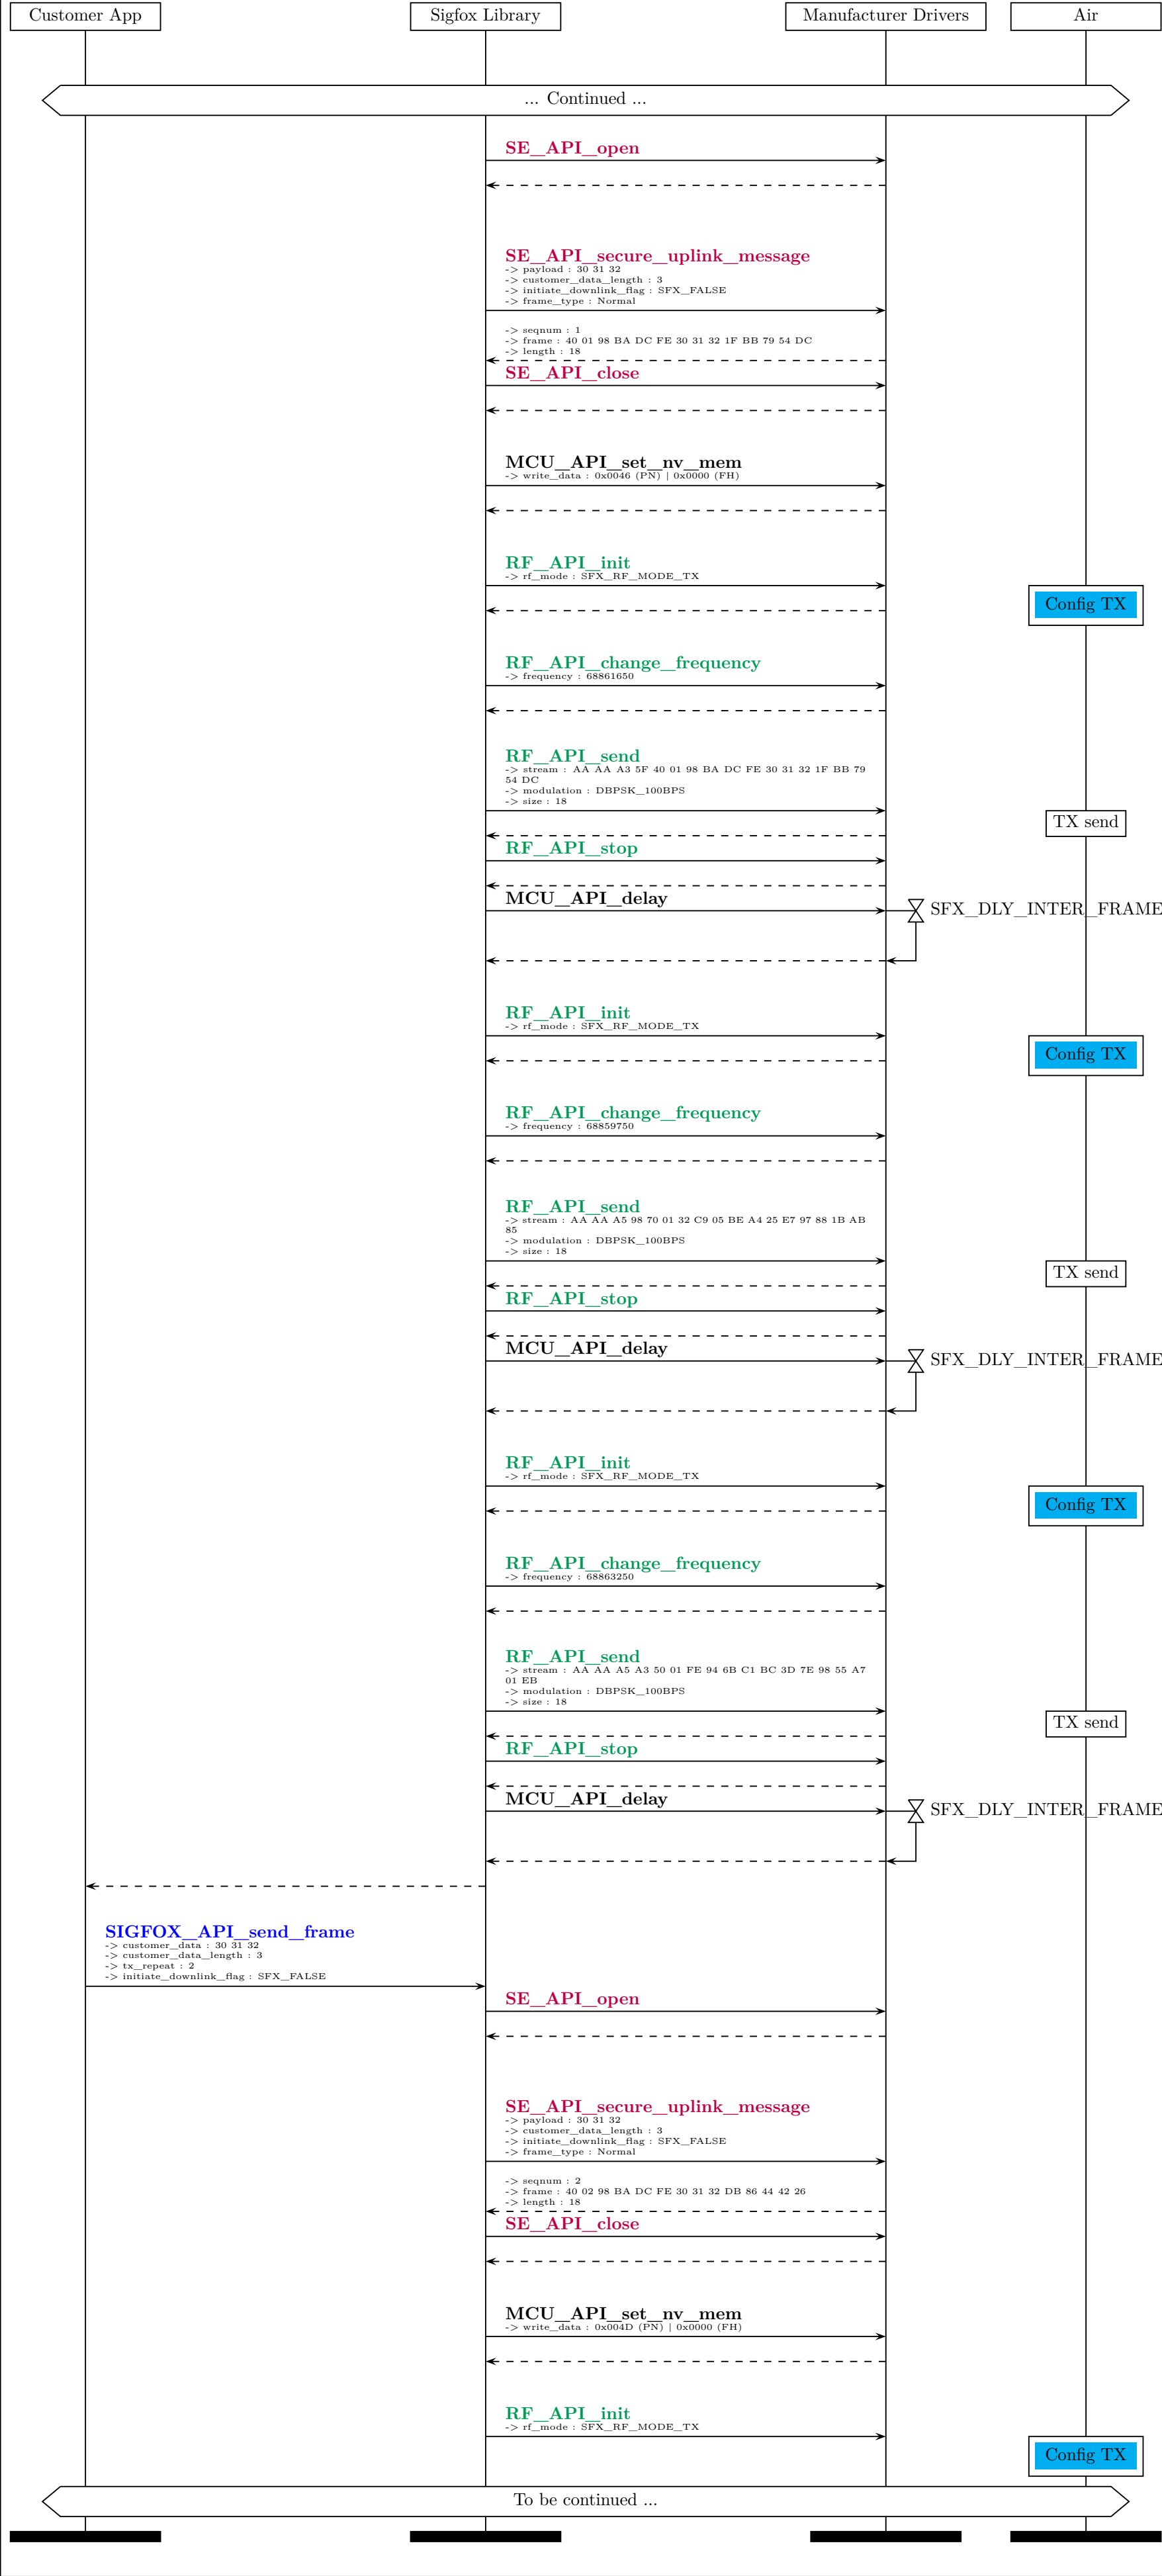 Customer App
Sigfox Library
Manufacturer Drivers
Air
... Continued ...
SE_API_open
SE_API_secure_uplink_message
-> payload : 30 31 32
-> customer_data_length : 3
-> initiate_downlink_flag : SFX_FALSE
-> frame_type : Normal
-> seqnum : 1
-> frame : 40 01 98 BA DC FE 30 31 32 1F BB 79 54 DC
-> length : 18
SE_API_close
MCU_API_set_nv_mem
-> write_data : 0x0046 (PN) | 0x0000 (FH)
RF_API_init
-> rf_mode : SFX_RF_MODE_TX
Config TX
RF_API_change_frequency
-> frequency : 68861650
RF_API_send
-> stream : AA AA A3 5F 40 01 98 BA DC FE 30 31 32 1F BB 79
54 DC
-> modulation : DBPSK_100BPS
-> size : 18
TX send
RF_API_stop
MCU_API_delay
SFX_DLY_INTER_FRAME
RF_API_init
-> rf_mode : SFX_RF_MODE_TX
Config TX
RF_API_change_frequency
-> frequency : 68859750
RF_API_send
-> stream : AA AA A5 98 70 01 32 C9 05 BE A4 25 E7 97 88 1B AB
85
-> modulation : DBPSK_100BPS
-> size : 18
TX send
RF_API_stop
MCU_API_delay
SFX_DLY_INTER_FRAME
RF_API_init
-> rf_mode : SFX_RF_MODE_TX
Config TX
RF_API_change_frequency
-> frequency : 68863250
RF_API_send
-> stream : AA AA A5 A3 50 01 FE 94 6B C1 BC 3D 7E 98 55 A7
01 EB
-> modulation : DBPSK_100BPS
-> size : 18
TX send
RF_API_stop
MCU_API_delay
SFX_DLY_INTER_FRAME
SIGFOX_API_send_frame
-> customer_data : 30 31 32
-> customer_data_length : 3
-> tx_repeat : 2
-> initiate_downlink_flag : SFX_FALSE
SE_API_open
SE_API_secure_uplink_message
-> payload : 30 31 32
-> customer_data_length : 3
-> initiate_downlink_flag : SFX_FALSE
-> frame_type : Normal
-> seqnum : 2
-> frame : 40 02 98 BA DC FE 30 31 32 DB 86 44 42 26
-> length : 18
SE_API_close
MCU_API_set_nv_mem
-> write_data : 0x004D (PN) | 0x0000 (FH)
RF_API_init
-> rf_mode : SFX_RF_MODE_TX
Config TX
To be continued ...